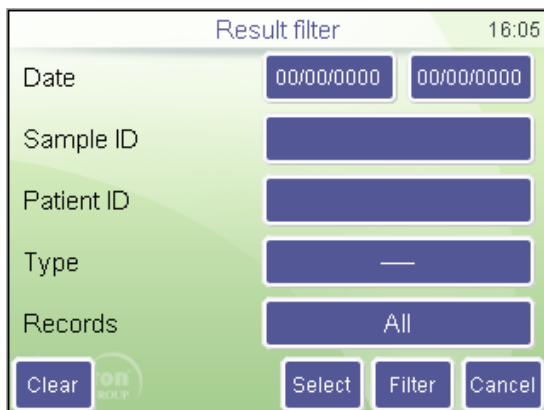 Result filter 16:05
Date 00/00/0000 00/00/0000
Sample ID
Patient ID
Type —
Records All
Clear Select Filter Cancel